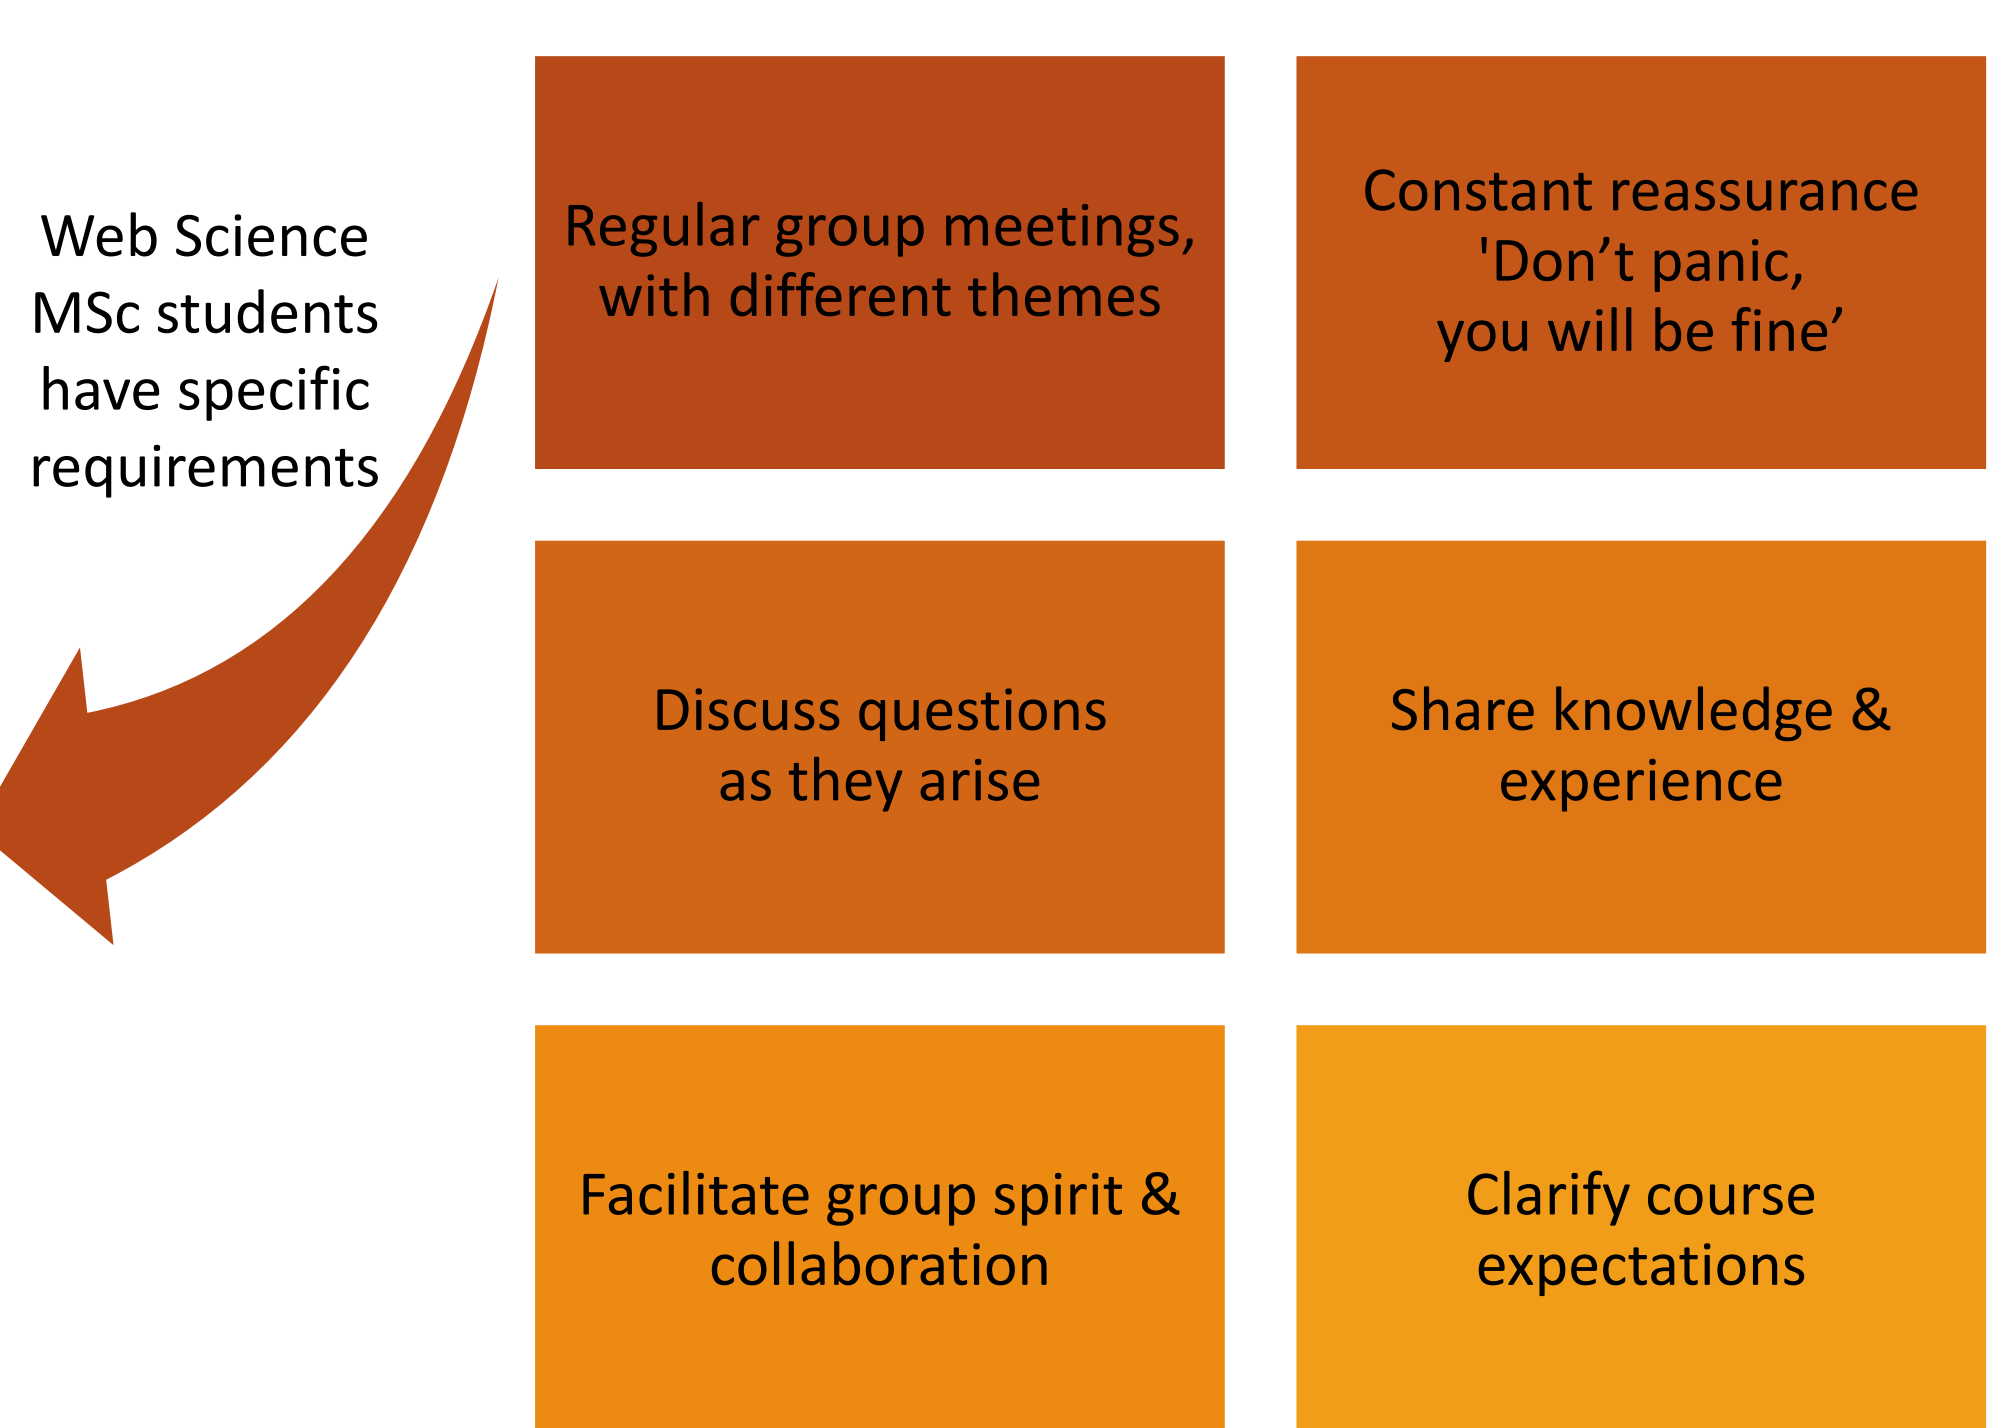 Web Science
MSc students
have specific
requirements
Regular group meetings,
with different themes
Constant reassurance
'Don’t panic,
you will be fine’
Discuss questions
as they arise
Share knowledge &
experience
Facilitate group spirit &
collaboration
Clarify course
expectations